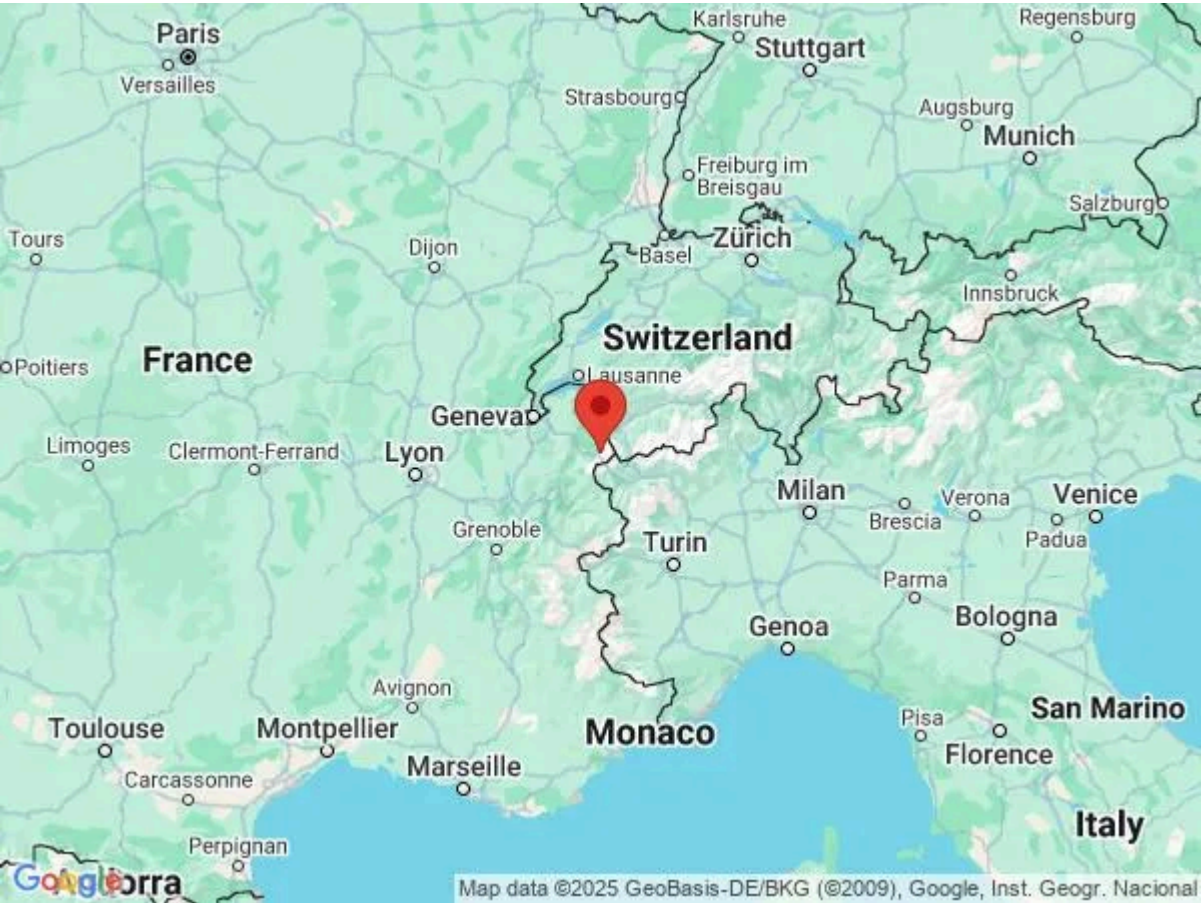 Karlsruhe
Regensburg
Paris
Stuttgart
Versailles
Strasbourg
Augsburg
Munich
Freiburg im
Breisgau
Salzburg
Tours
Dijon
Basel
Zürich
Innsbruck
Switzerland
France
Poitiers
Lausanne
Geneva
Limoges
Clermont-Ferrand
Lyon
Milan
Verona
Venice
Brescia
Padua
Grenoble
Turin
Parma
Genoa
Bologna
Avignon
San Marino
Pisa
Toulouse
Montpellier
Monaco
Florence
Marseille
Carcassonne
Italy
Perpignan
Google
orra
Map data ©2025 GeoBasis-DE/BKG (©2009), Google, Inst. Geogr. Nacional